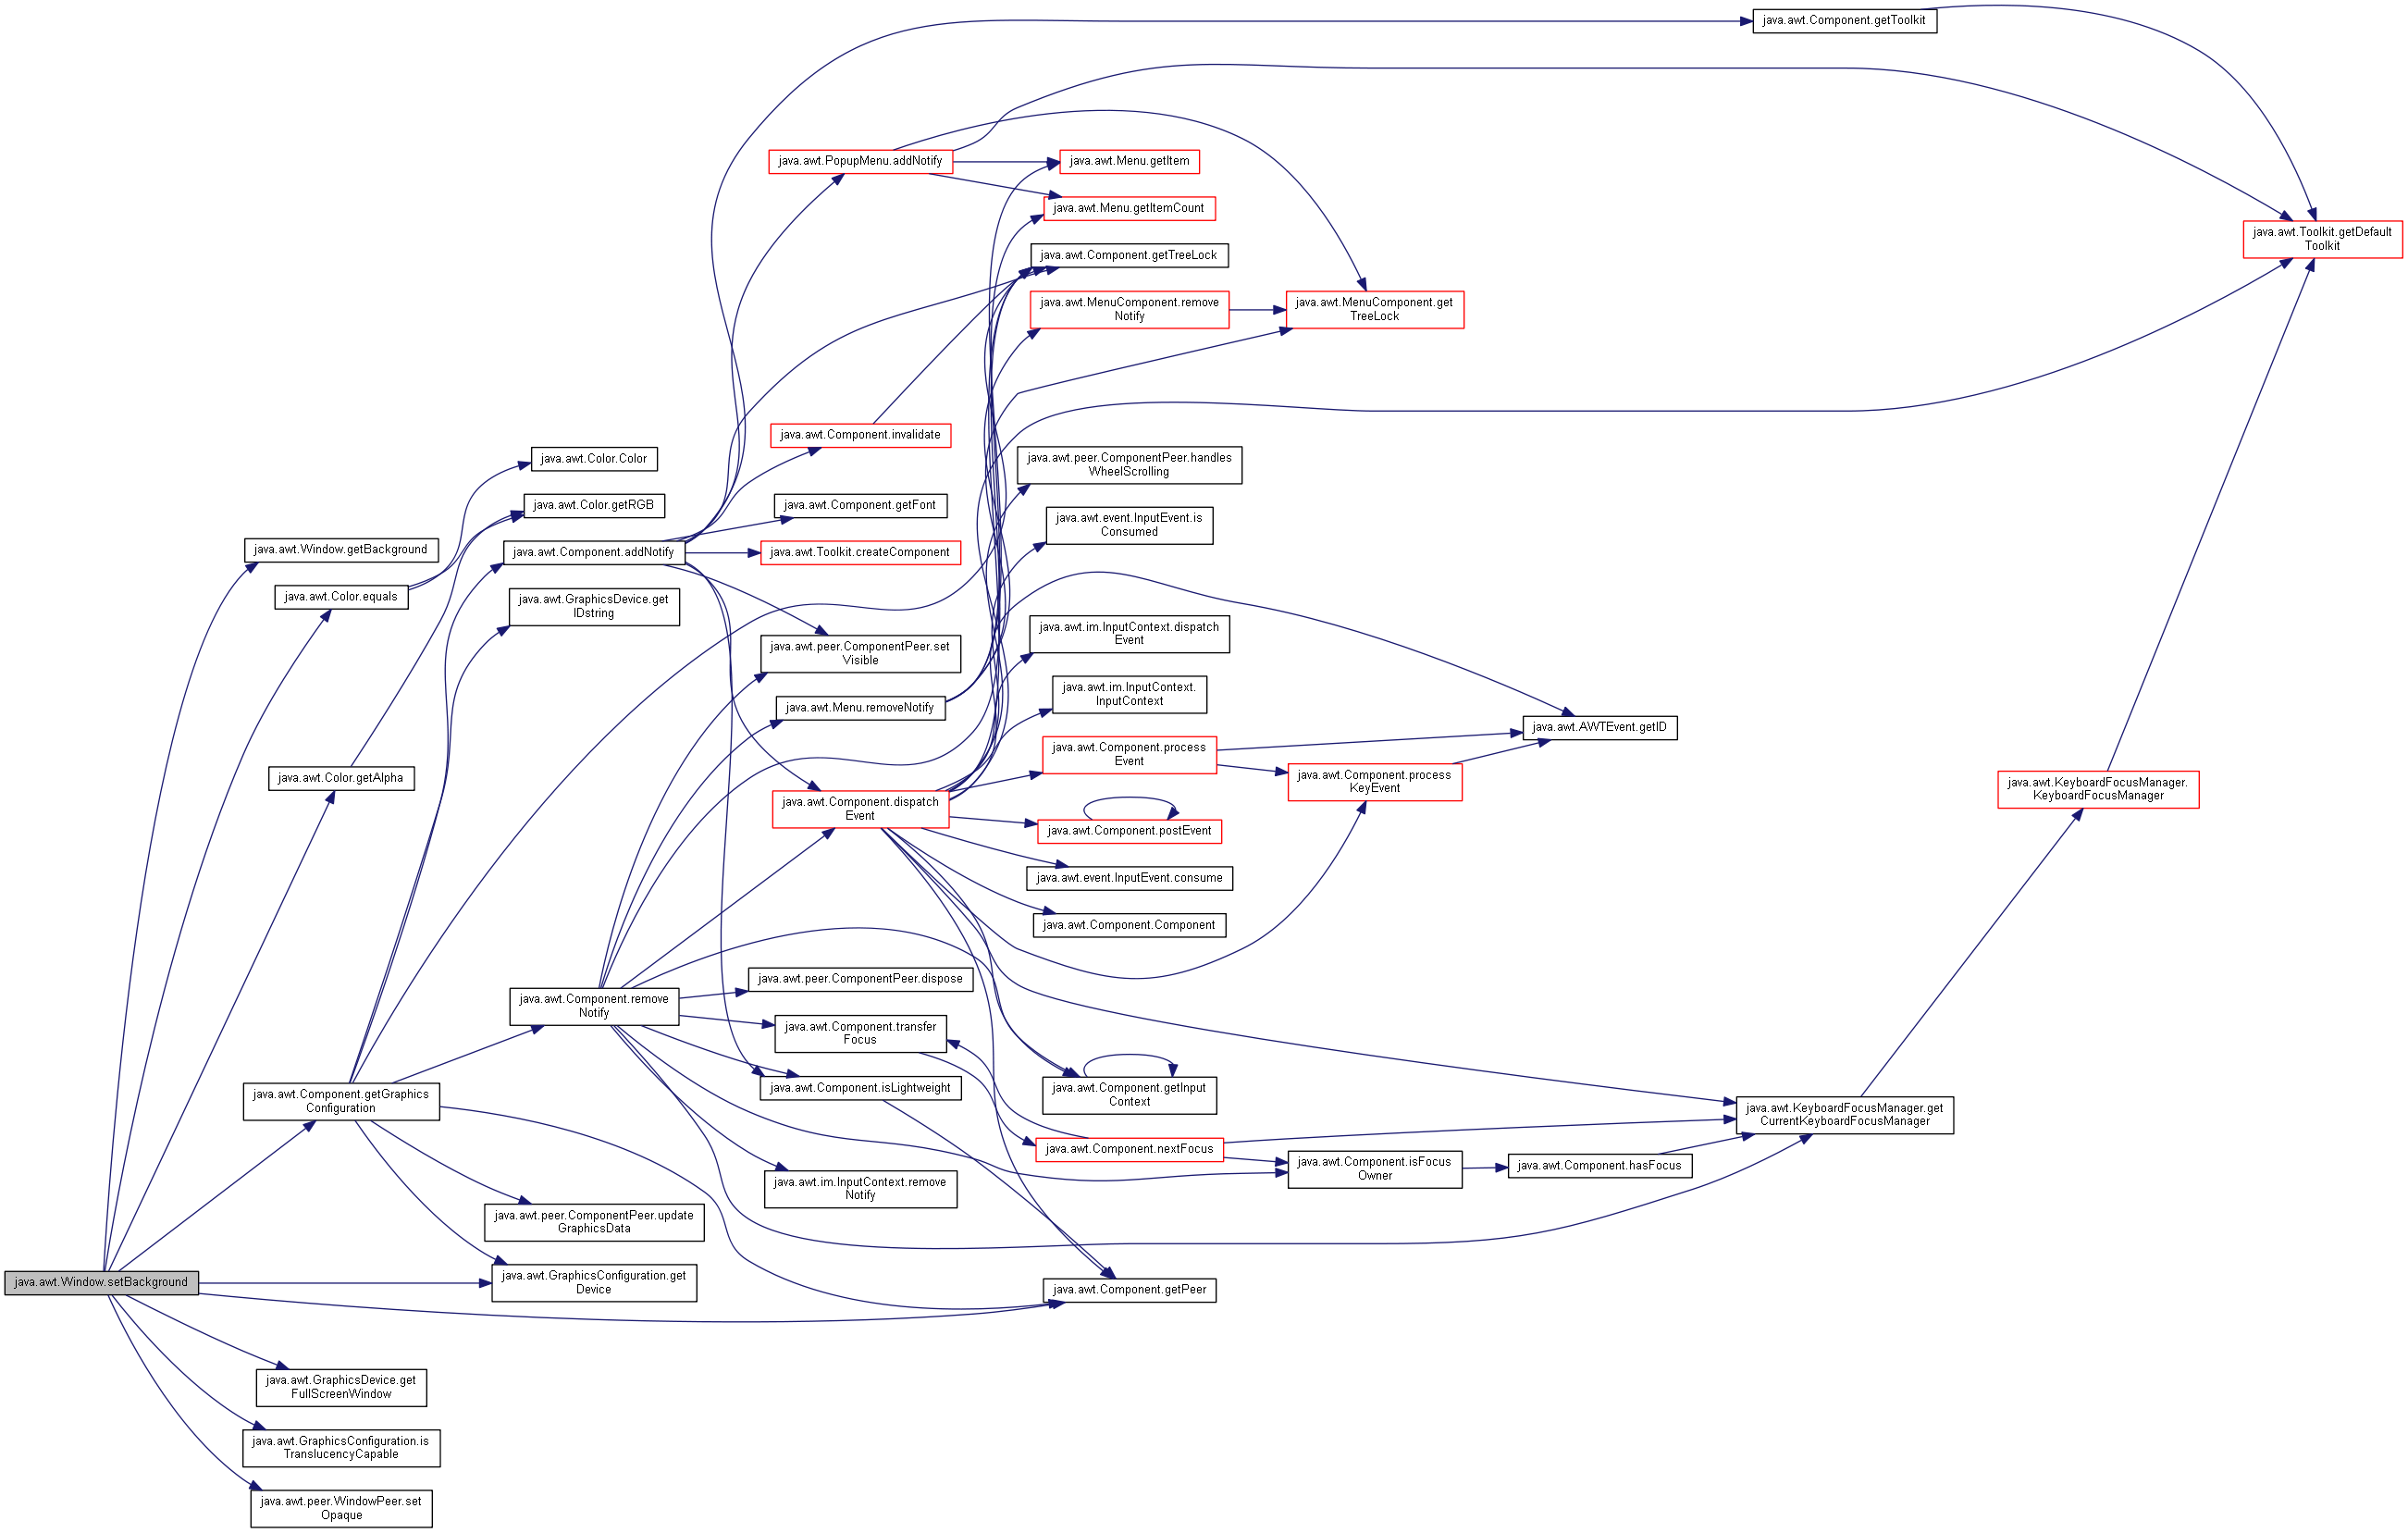 java.awt.Component.getToolkit
java.awt.PopupMenu.addNotify
java.awt.Menu.getItem
java.awt.Menu.getItemCount
java.awt.Toolkit.getDefault
Toolkit
java.awt.Component.getTreeLock
java.awt.MenuComponent.remove
Notify
java.awt.MenuComponent.get
TreeLock
java.awt.Component.invalidate
java.awt.Color.Color
java.awt.peer.ComponentPeer.handles
WheelScrolling
java.awt.Color.getRGB
java.awt.Component.getFont
java.awt.event.InputEvent.is
Consumed
java.awt.Window.getBackground
java.awt.Component.addNotify
java.awt.Toolkit.createComponent
java.awt.Color.equals
java.awt.GraphicsDevice.get
IDstring
java.awt.im.InputContext.dispatch
Event
java.awt.peer.ComponentPeer.set
Visible
java.awt.im.InputContext.
InputContext
java.awt.Menu.removeNotify
java.awt.AWTEvent.getID
java.awt.Component.process
Event
java.awt.Color.getAlpha
java.awt.Component.process
KeyEvent
java.awt.KeyboardFocusManager.
KeyboardFocusManager
java.awt.Component.dispatch
Event
java.awt.Component.postEvent
java.awt.event.InputEvent.consume
java.awt.Component.Component
java.awt.peer.ComponentPeer.dispose
java.awt.Component.remove
Notify
java.awt.Component.transfer
Focus
java.awt.Component.isLightweight
java.awt.Component.getInput
Context
java.awt.Component.getGraphics
Configuration
java.awt.KeyboardFocusManager.get
CurrentKeyboardFocusManager
java.awt.Component.nextFocus
java.awt.Component.isFocus
Owner
java.awt.Component.hasFocus
java.awt.im.InputContext.remove
Notify
java.awt.peer.ComponentPeer.update
GraphicsData
java.awt.Window.setBackground
java.awt.GraphicsConfiguration.get
Device
java.awt.Component.getPeer
java.awt.GraphicsDevice.get
FullScreenWindow
java.awt.GraphicsConfiguration.is
TranslucencyCapable
java.awt.peer.WindowPeer.set
Opaque